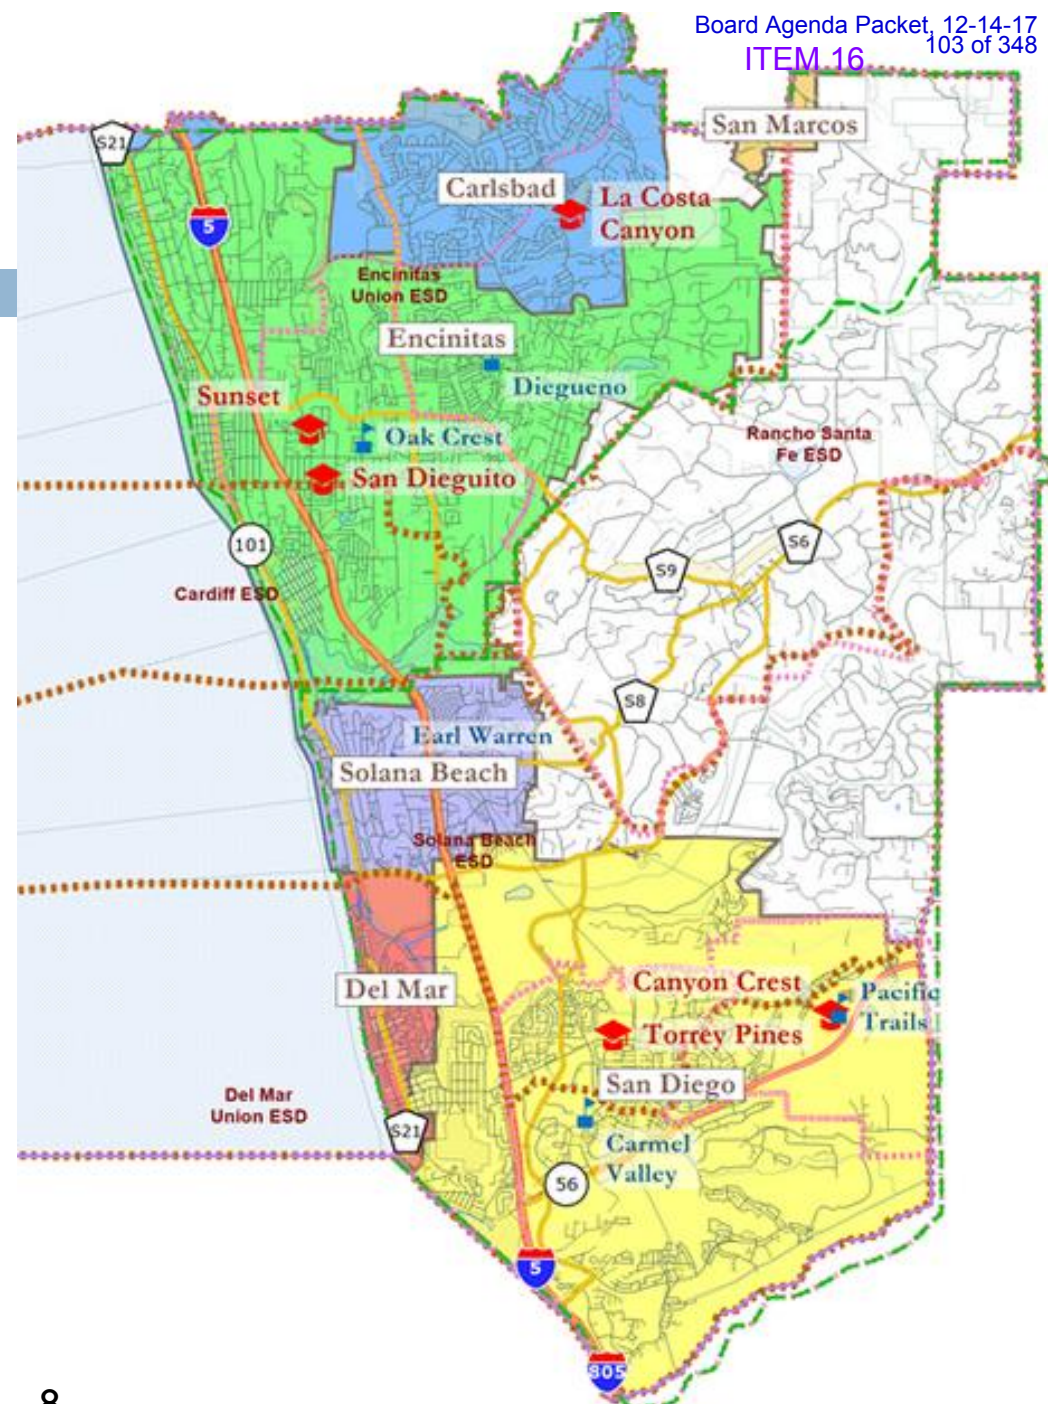 Board Agenda Packet, 12-14-17
103 of 348
ITEM 16
San Marcos
S21
Carlsbad
La Costa
Canyon
5
Encinitas
Union ESD
Encinitas
Diegueno
Sunset
Oak Crest
San Dieguito
Rancho Santa
Fe ESD
101
S9
S6
Cardiff ESD
S8
Earl Warren
Solana Beach
Solana Beach
ESD
Del Mar
Canyon Crest
Pacific
Trails
Torrey Pines
San Diego
Del Mar
Union ESD
S21
Carmel
Valley
56
5
805
8